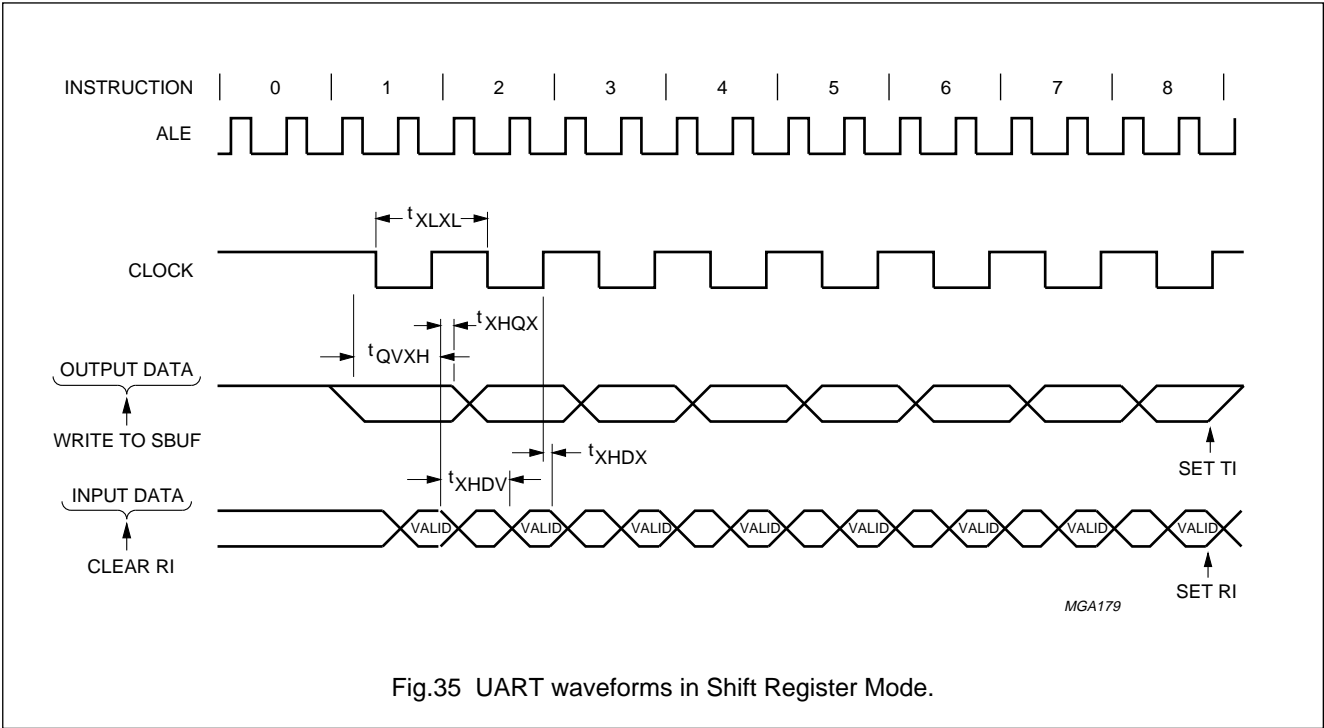 INSTRUCTION 0 1 2 3 4 5 6 7 8
ALE
tXLXL
CLOCK
tXHQX
tQVXH
OUTPUT DATA
WRITE TO SBUF
tXHDX
SET TI
tXHDV
INPUT DATA
VALID VALID VALID VALID VALID VALID VALID VALID
CLEAR RI
SET RI
MGA179
Fig.35 UART waveforms in Shift Register Mode.